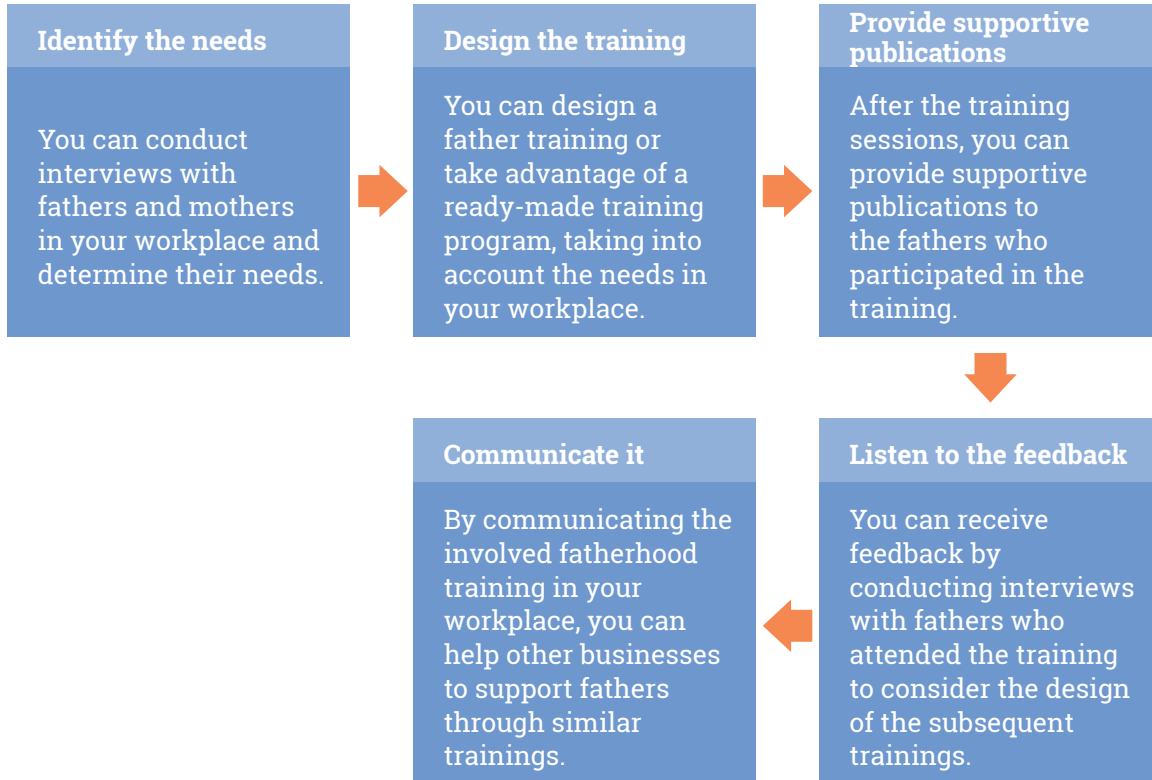 Identify the needs
You can conduct
interviews with
fathers and mothers
in your workplace and
determine their needs.
Design the training
You can design a
father training or
take advantage of a
ready-made training
program, taking into
account the needs in
your workplace.
Provide supportive
publications
After the training
sessions, you can
provide supportive
publications to
the fathers who
participated in the
training.
Listen to the feedback
You can receive
feedback by
conducting interviews
with fathers who
attended the training
to consider the design
of the subsequent
trainings.
Communicate it
By communicating the
involved fatherhood
training in your
workplace, you can
help other businesses
to support fathers
through similar
trainings.